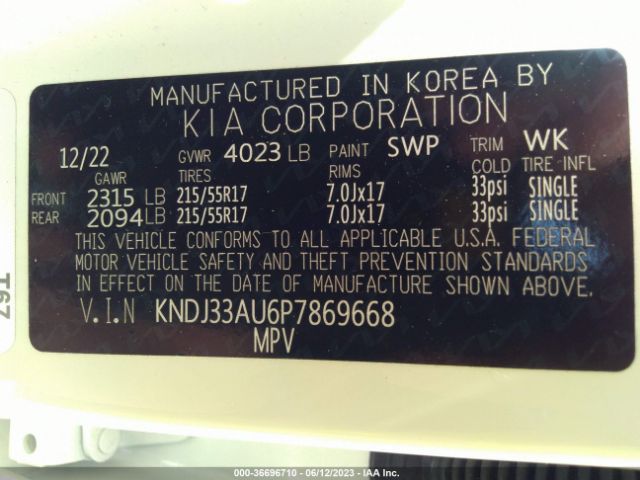 MANUFACTURED IN KOREA BY
KIA CORPORATION
12/22 GVWR 4023 LB PAINT SWP TRIM WK
GAWR TIRES RIMS COLD TIRE INFL
FRONT 2315 LB 215/55R17 7.0Jx17 33psi SINGLE
REAR 2094 LB 215/55R17 7.0Jx17 33psi SINGLE
THIS VEHICLE CONFORMS TO ALL APPLICABLE U.S.A. FEDERAL
MOTOR VEHICLE SAFETY AND THEFT PREVENTION STANDARDS
IN EFFECT ON THE DATE OF MANUFACTURE SHOWN ABOVE.
V.I.N KNDJ33AU6P7869668
MPV
000-36696710 - 06/12/2023 - IAA Inc.